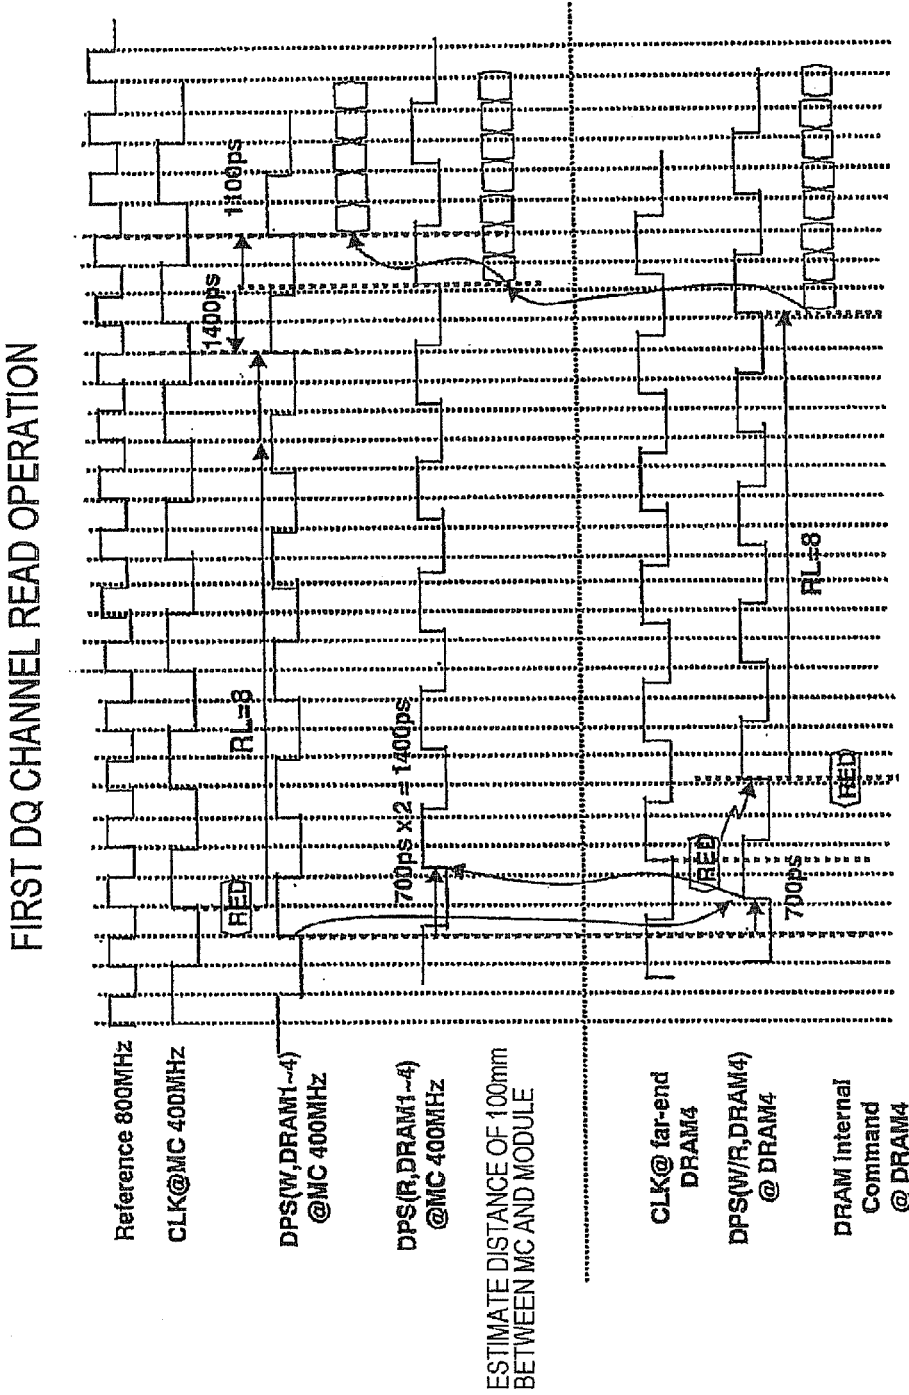 FIRST DQ CHANNEL READ OPERATION
Reference 800MHz
CLK@MC 400MHz
RED
RL=8
1400ps
1100ps
DPS(W,DRAM1~4)
@MC 400MHz
DPS(R,DRAM1~4)
@MC 400MHz
700ps x 2 = 1400ps
ESTIMATE DISTANCE OF 100mm
BETWEEN MC AND MODULE
CLK@ far-end
DRAM4
RED
DPS(W/R,DRAM4)
@ DRAM4
700ps
RL=8
DRAM Internal
Command
@ DRAM4
RED